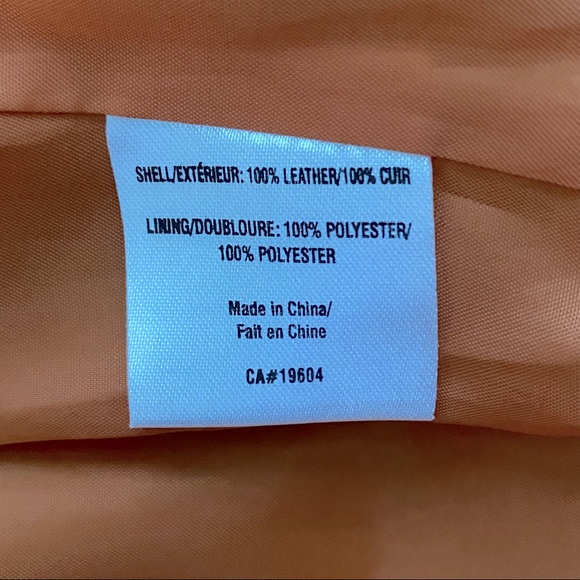 SHELL/EXTÉRIEUR: 100% LEATHER/100% CUIR
LINING/DOUBLOURE: 100% POLYESTER/
100% POLYESTER
Made in China/
Fait en Chine
CA#19604